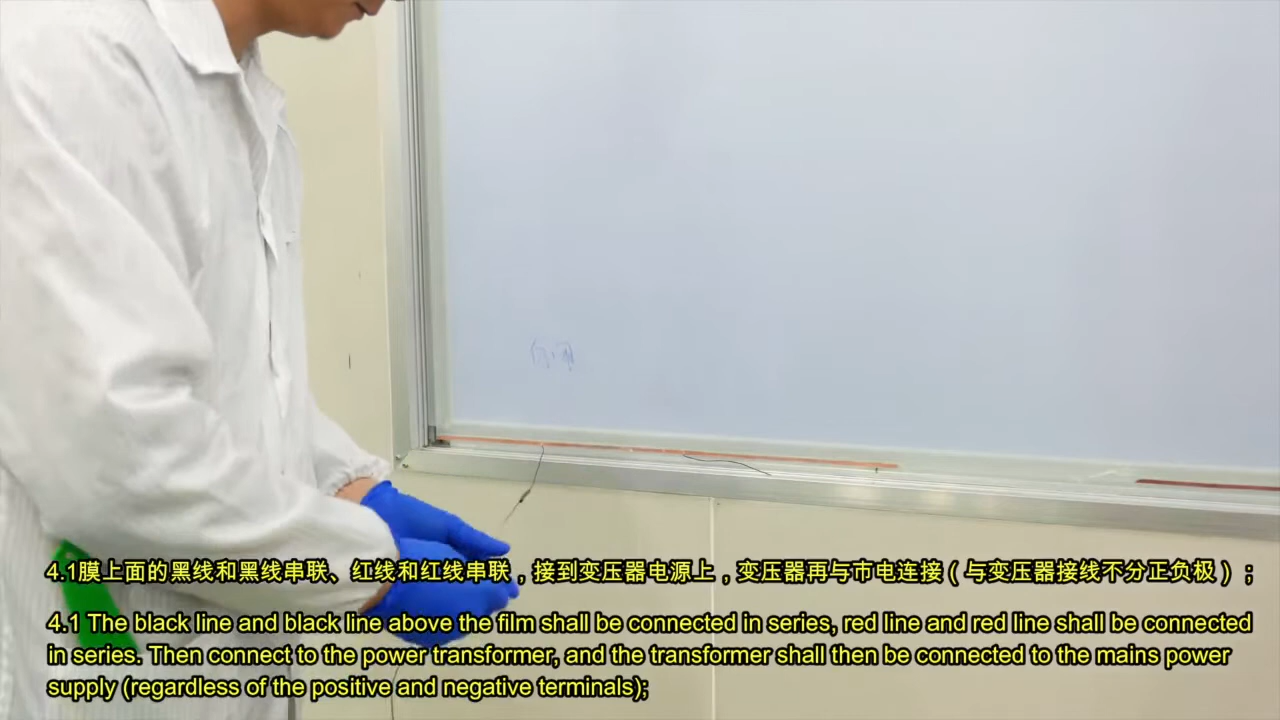 4.1膜上面的黑线和黑线串联、红线和红线串联，接到变压器电源上，变压器再与市电连接（与变压器接线不分正负极）；
4.1 The black line and black line above the film shall be connected in series, red line and red line shall be connected
in series. Then connect to the power transformer, and the transformer shall then be connected to the mains power
supply (regardless of the positive and negative terminals);